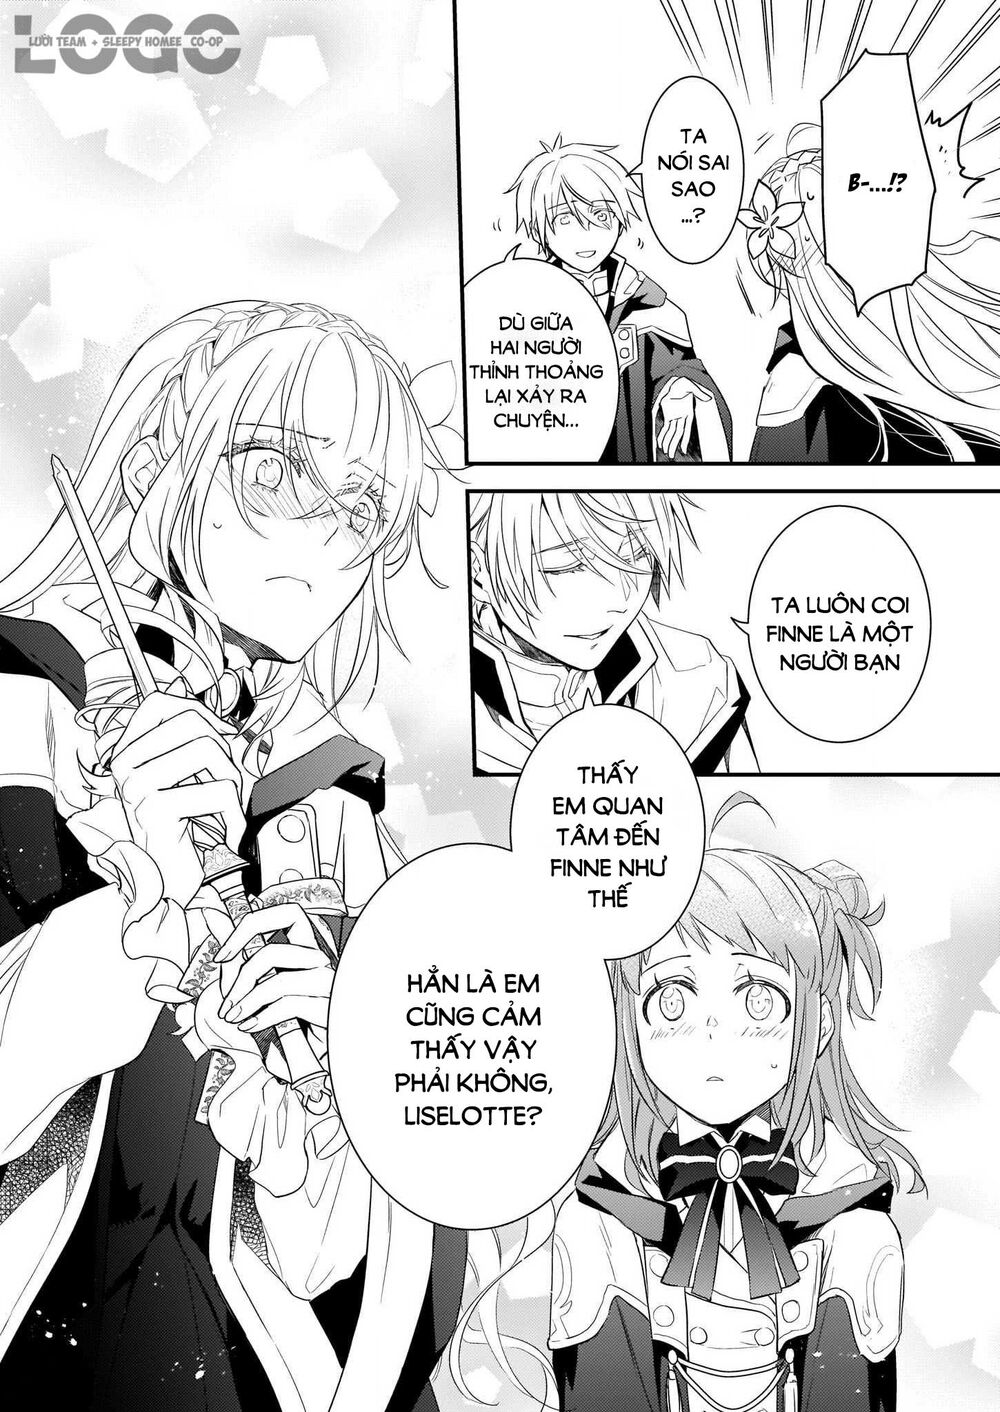 LOGO
LƯỜI TEAM + SLEEPY HOMEE CO-OP
B-...!?
TA
NÓI SAI
SAO
...?
DÙ GIỮA
HAI NGƯỜI
THỈNH THOẢNG
LẠI XẢY RA
CHUYỆN...
TA LUÔN COI
FINNE LÀ MỘT
NGƯỜI BẠN
THẤY
EM QUAN
TÂM ĐẾN
FINNE NHƯ
THẾ
HẲN LÀ EM
CŨNG CẢM
THẤY VẬY
PHẢI KHÔNG,
LISELOTTE?